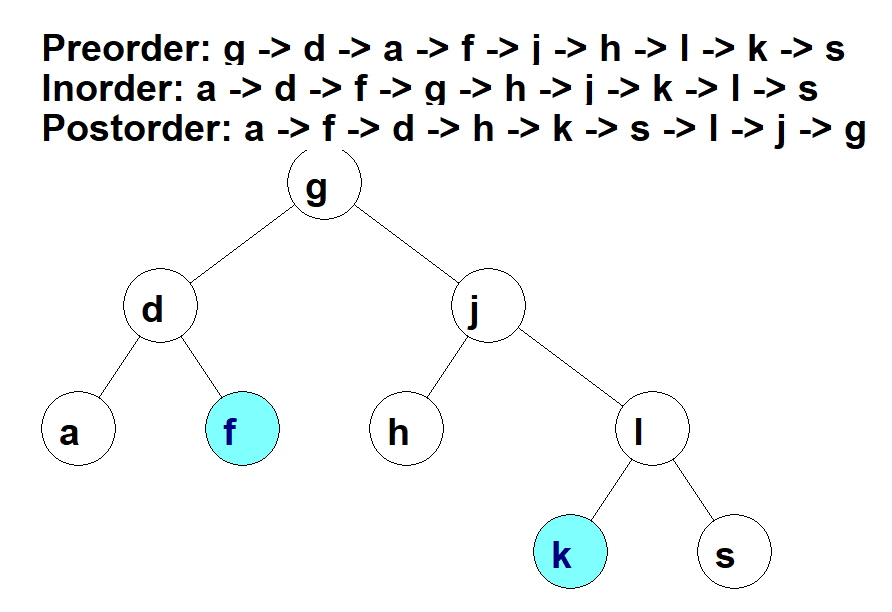 Preorder: g -> d -> a -> f -> j -> h -> l -> k -> s
Inorder: a -> d -> f -> g -> h -> j -> k -> l -> s
Postorder: a -> f -> d -> h -> k -> s -> l -> j -> g
g
d j
a f h l
k s